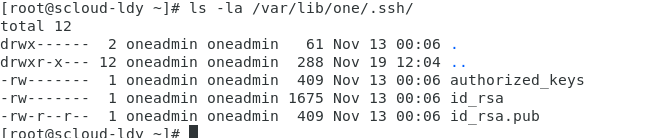 [root@scloud-ldy ~]# ls -la /var/lib/one/.ssh/
total 12
drwx------  2 oneadmin oneadmin   61 Nov 13 00:06 .
drwxr-x--- 12 oneadmin oneadmin  288 Nov 19 12:04 ..
-rw-------  1 oneadmin oneadmin  409 Nov 13 00:06 authorized_keys
-rw-------  1 oneadmin oneadmin 1675 Nov 13 00:06 id_rsa
-rw-r--r--  1 oneadmin oneadmin  409 Nov 13 00:06 id_rsa.pub
[root@scloud-ldy ~]#